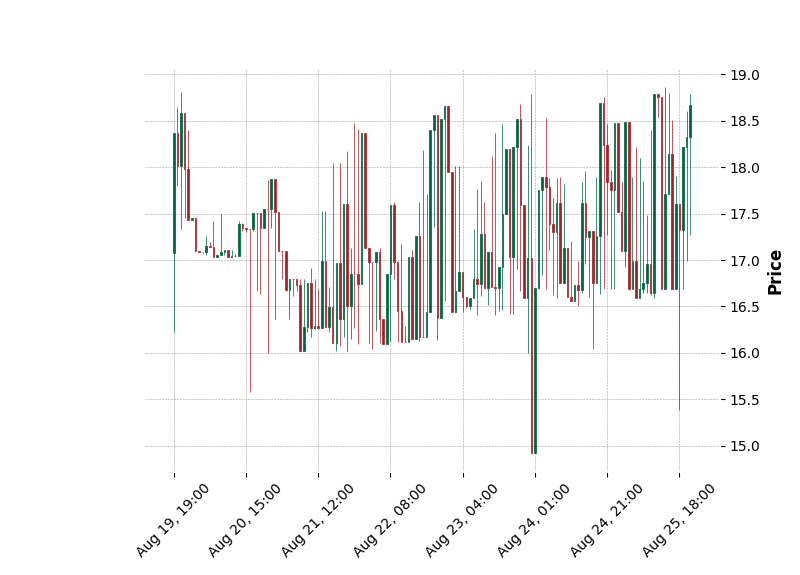 19.0
18.5
18.0
17.5
17.0
16.5
16.0
15.5
15.0
Price
Aug 19, 19:00
Aug 20, 15:00
Aug 21, 12:00
Aug 22, 08:00
Aug 23, 04:00
Aug 24, 01:00
Aug 24, 21:00
Aug 25, 18:00